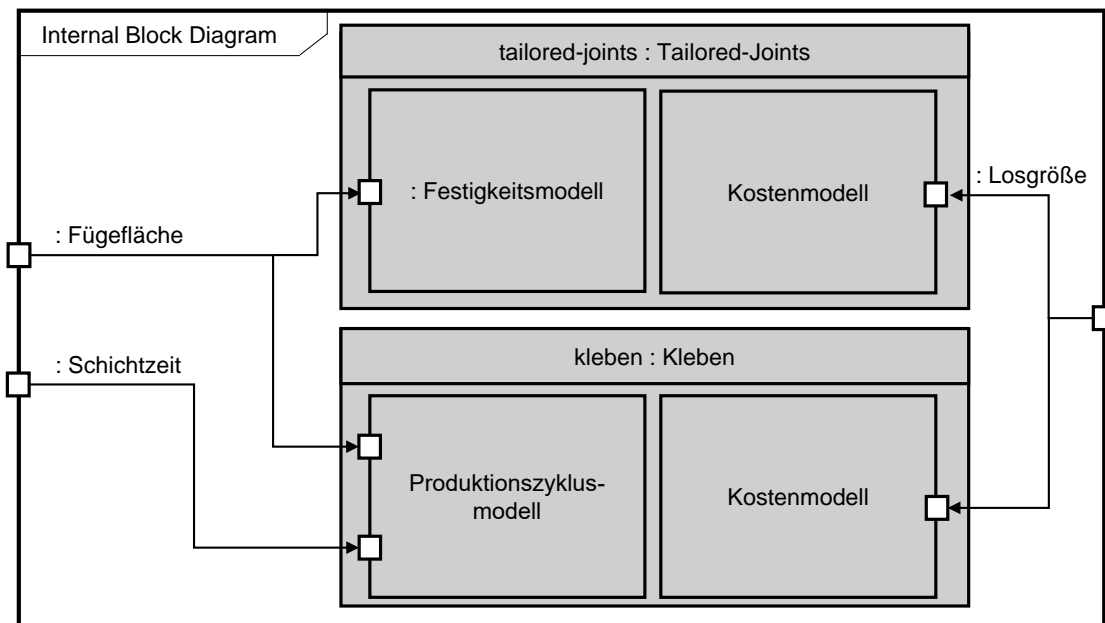 Internal Block Diagram
tailored-joints : Tailored-Joints
: Festigkeitsmodell
Kostenmodell
: Losgröße
: Fügefläche
: Schichtzeit
kleben : Kleben
Produktionszyklus-
modell
Kostenmodell